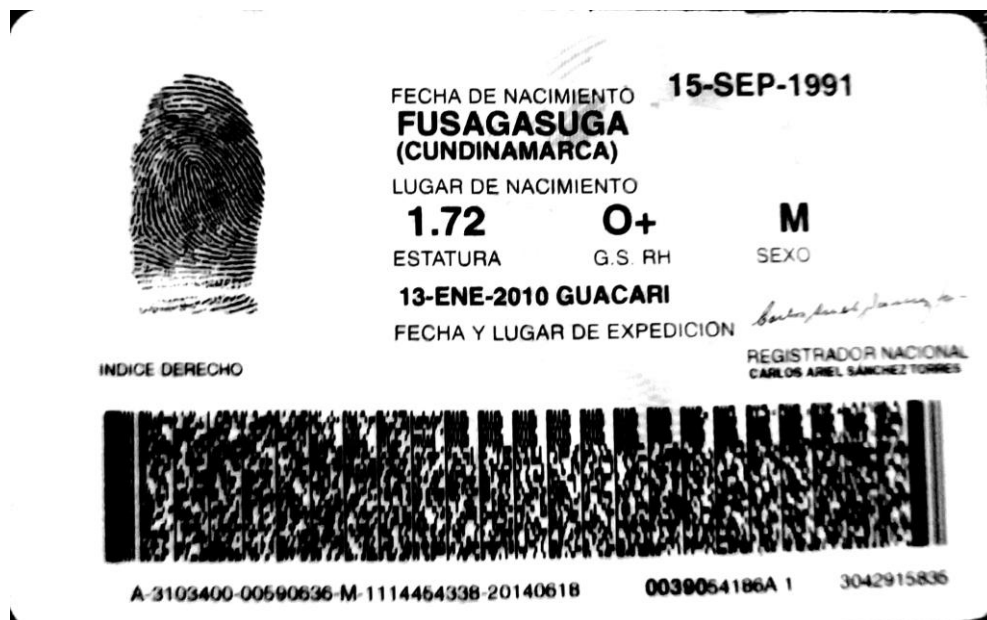 FECHA DE NACIMIENTO 15-SEP-1991
FUSAGASUGA
(CUNDINAMARCA)
LUGAR DE NACIMIENTO
1.72 O+ M
ESTATURA G.S. RH SEXO
13-ENE-2010 GUACARI
FECHA Y LUGAR DE EXPEDICION
REGISTRADOR NACIONAL
CARLOS ARIEL SÁNCHEZ TORRES
INDICE DERECHO
A-3103400-00590636-M-1114454338-20140618 0039054186A 1 3042915835